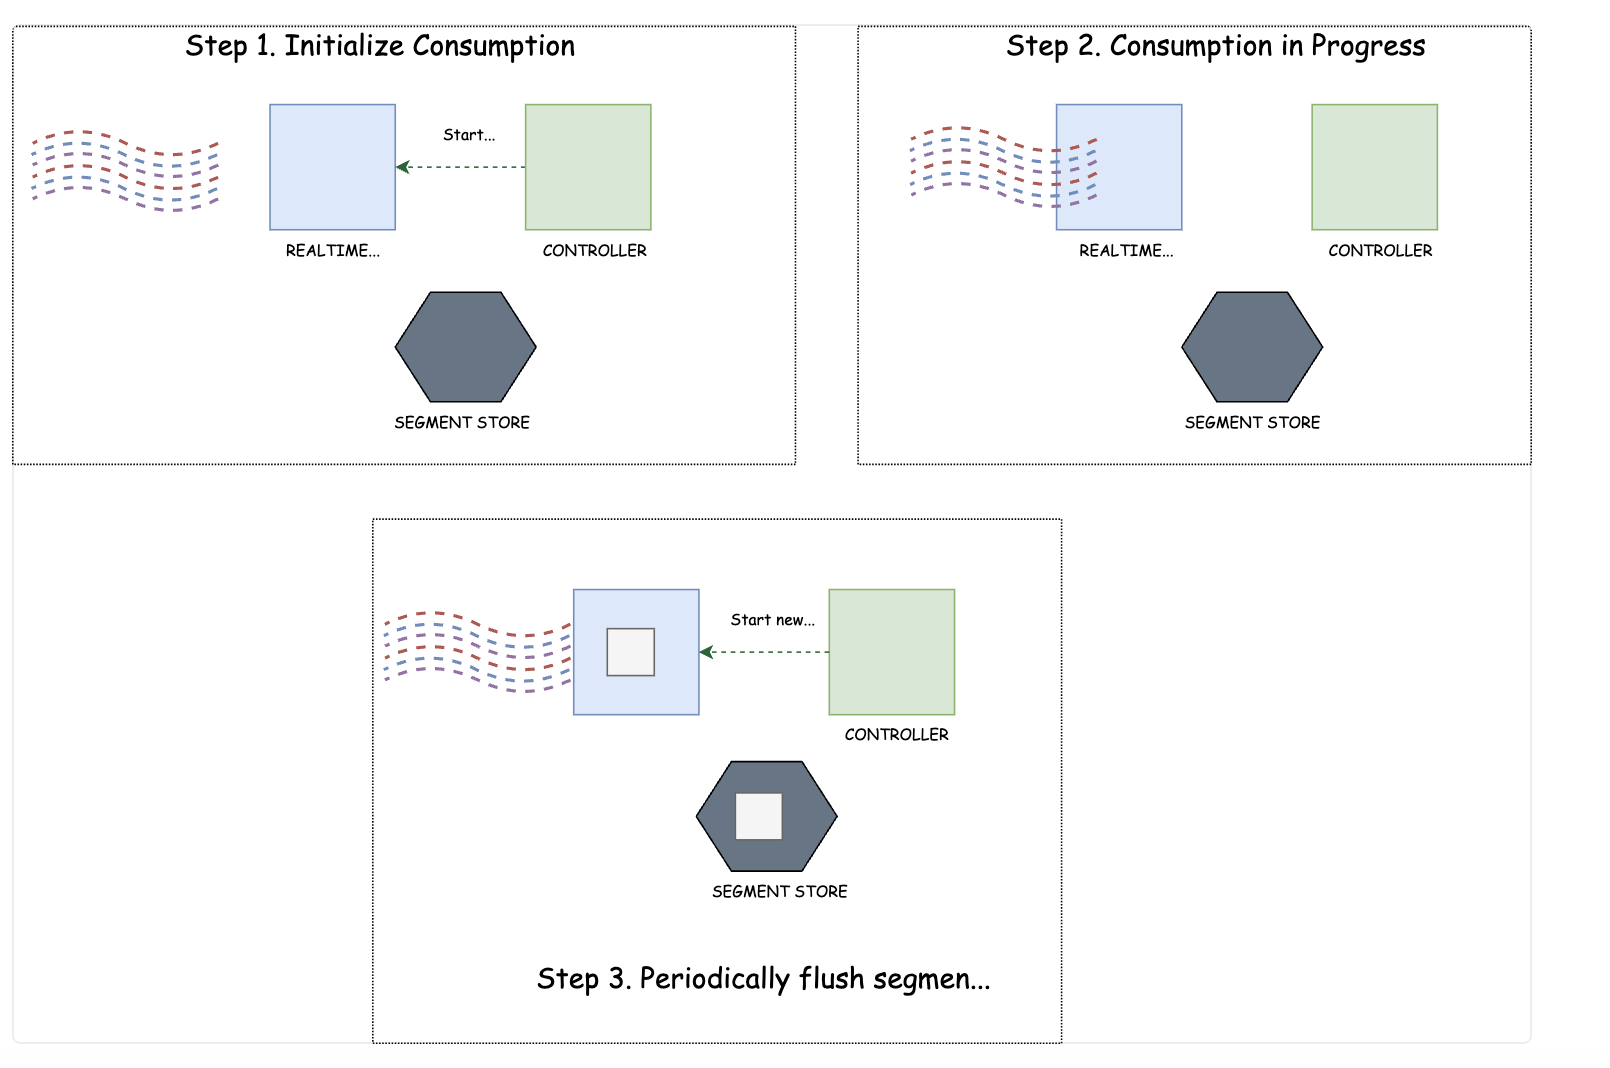 Step 1. Initialize Consumption
Start...
REALTIME...
CONTROLLER
SEGMENT STORE
Step 2. Consumption in Progress
REALTIME...
CONTROLLER
SEGMENT STORE
Start new...
CONTROLLER
SEGMENT STORE
Step 3. Periodically flush segmen...